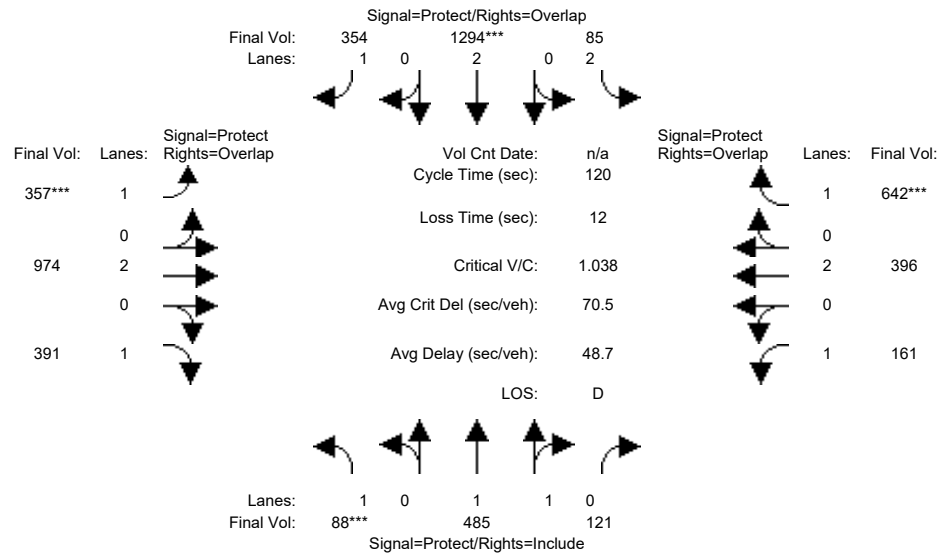 Signal=Protect/Rights=Overlap
Final Vol: 354 1294*** 85
Lanes: 1 0 2 0 2
Signal=Protect
Final Vol: Lanes: Rights=Overlap
Vol Cnt Date: n/a
Signal=Protect
Rights=Overlap Lanes: Final Vol:
Cycle Time (sec): 120
357*** 1
1 642***
Loss Time (sec): 12
0
0
974 2
Critical V/C: 1.038
2 396
0
Avg Crit Del (sec/veh): 70.5
0
391 1
Avg Delay (sec/veh): 48.7
1 161
LOS: D
Lanes: 1 0 1 1 0
Final Vol: 88*** 485 121
Signal=Protect/Rights=Include